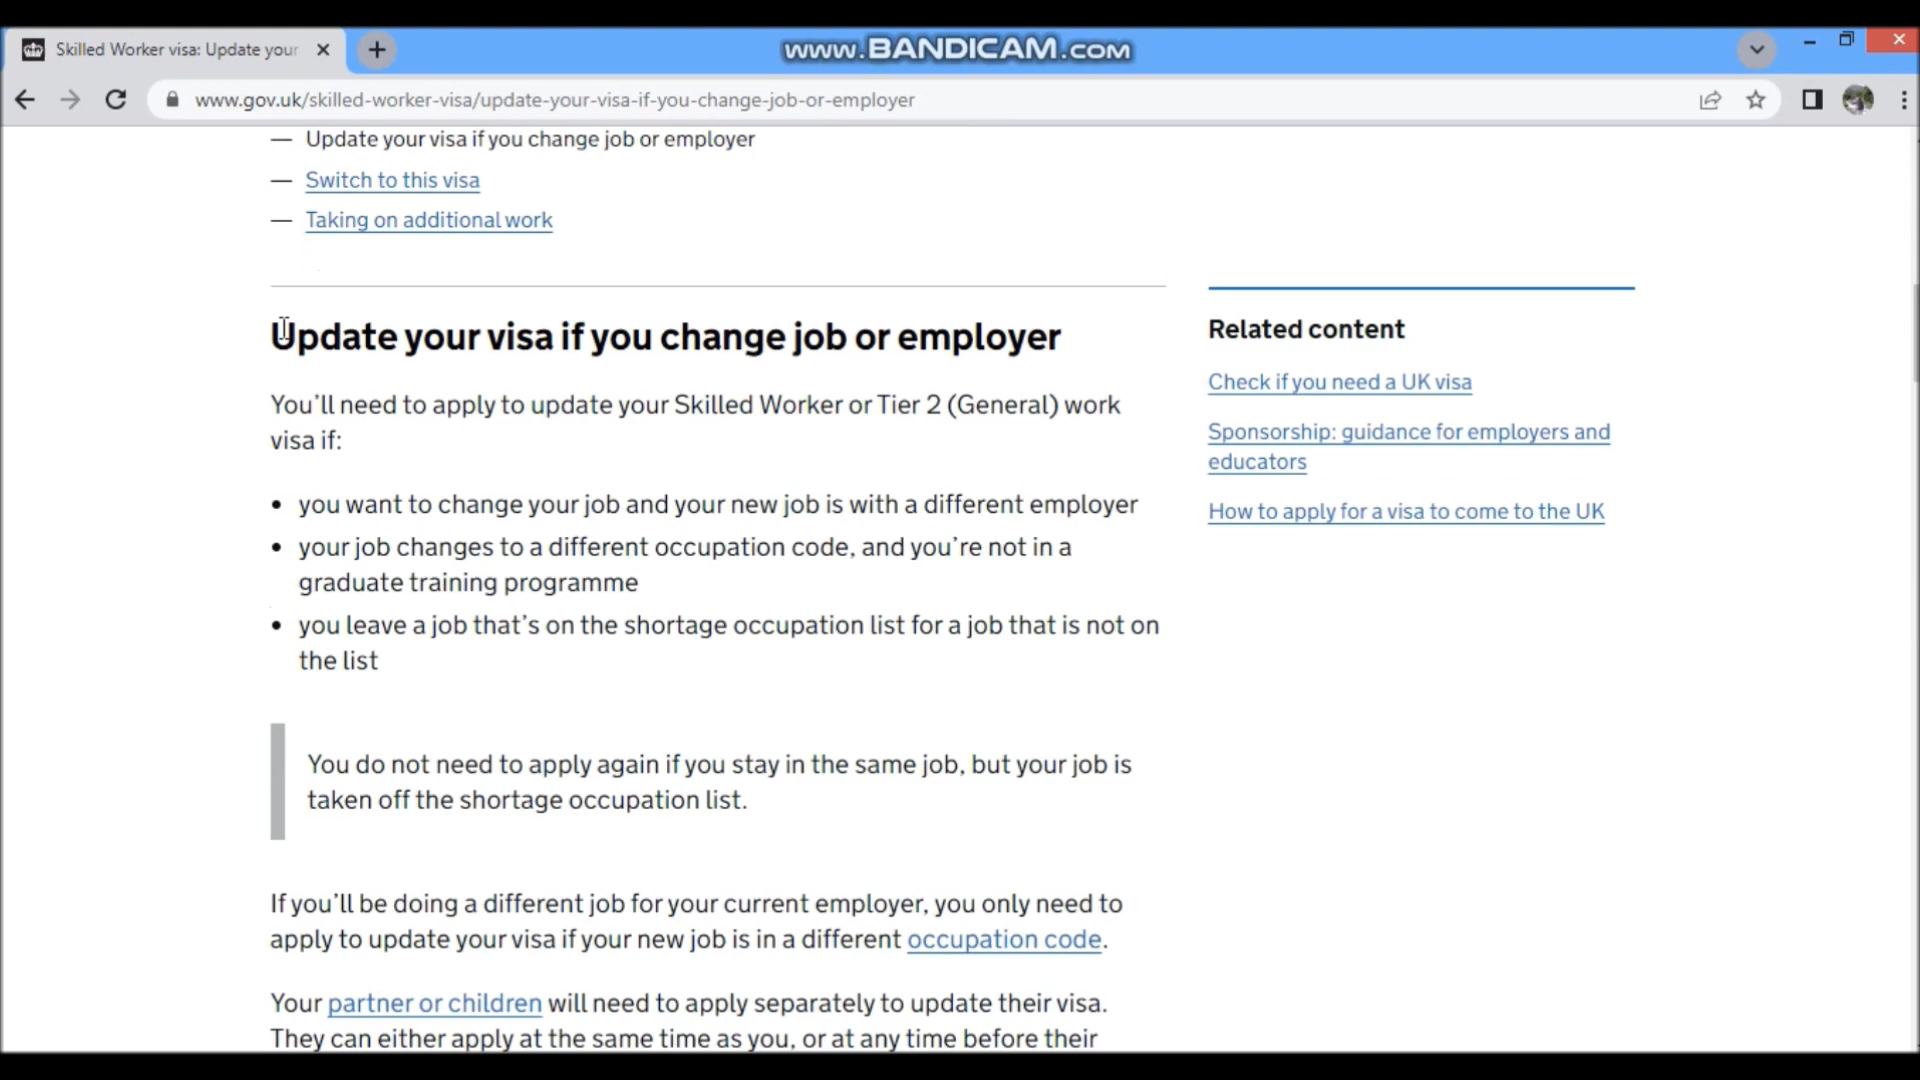 Skilled Worker visa: Update your
www.BANDICAM.com
www.gov.uk/skilled-worker-visa/update-your-visa-if-you-change-job-or-employer
— Update your visa if you change job or employer
— Switch to this visa
— Taking on additional work
Update your visa if you change job or employer
You’ll need to apply to update your Skilled Worker or Tier 2 (General) work
visa if:
• you want to change your job and your new job is with a different employer
• your job changes to a different occupation code, and you’re not in a
graduate training programme
• you leave a job that’s on the shortage occupation list for a job that is not on
the list
You do not need to apply again if you stay in the same job, but your job is
taken off the shortage occupation list.
If you’ll be doing a different job for your current employer, you only need to
apply to update your visa if your new job is in a different occupation code.
Your partner or children will need to apply separately to update their visa.
They can either apply at the same time as you, or at any time before their
Related content
Check if you need a UK visa
Sponsorship: guidance for employers and
educators
How to apply for a visa to come to the UK